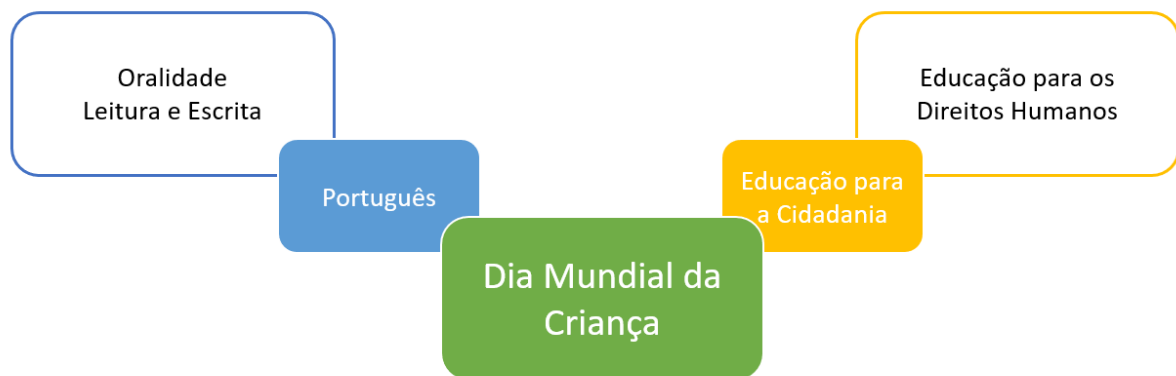 Oralidade
Leitura e Escrita
Educação para os
Direitos Humanos
Português
Educação para
a Cidadania
Dia Mundial da
Criança